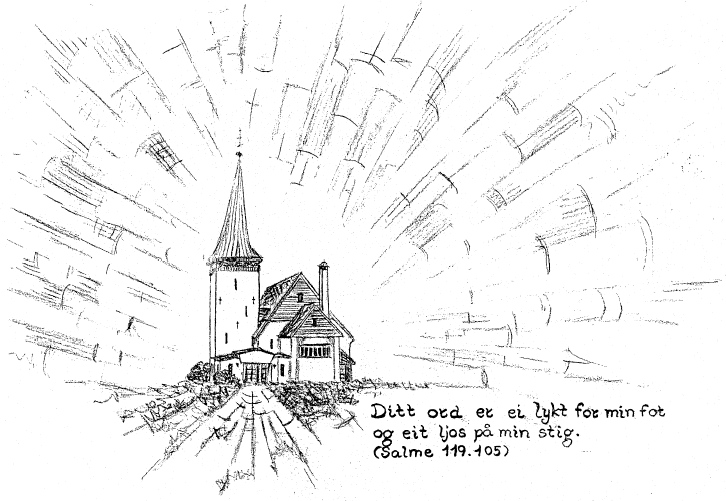 Ditt ord er ei lykt for min fot
og eit ljos på min stig.
(Salme 119.105)